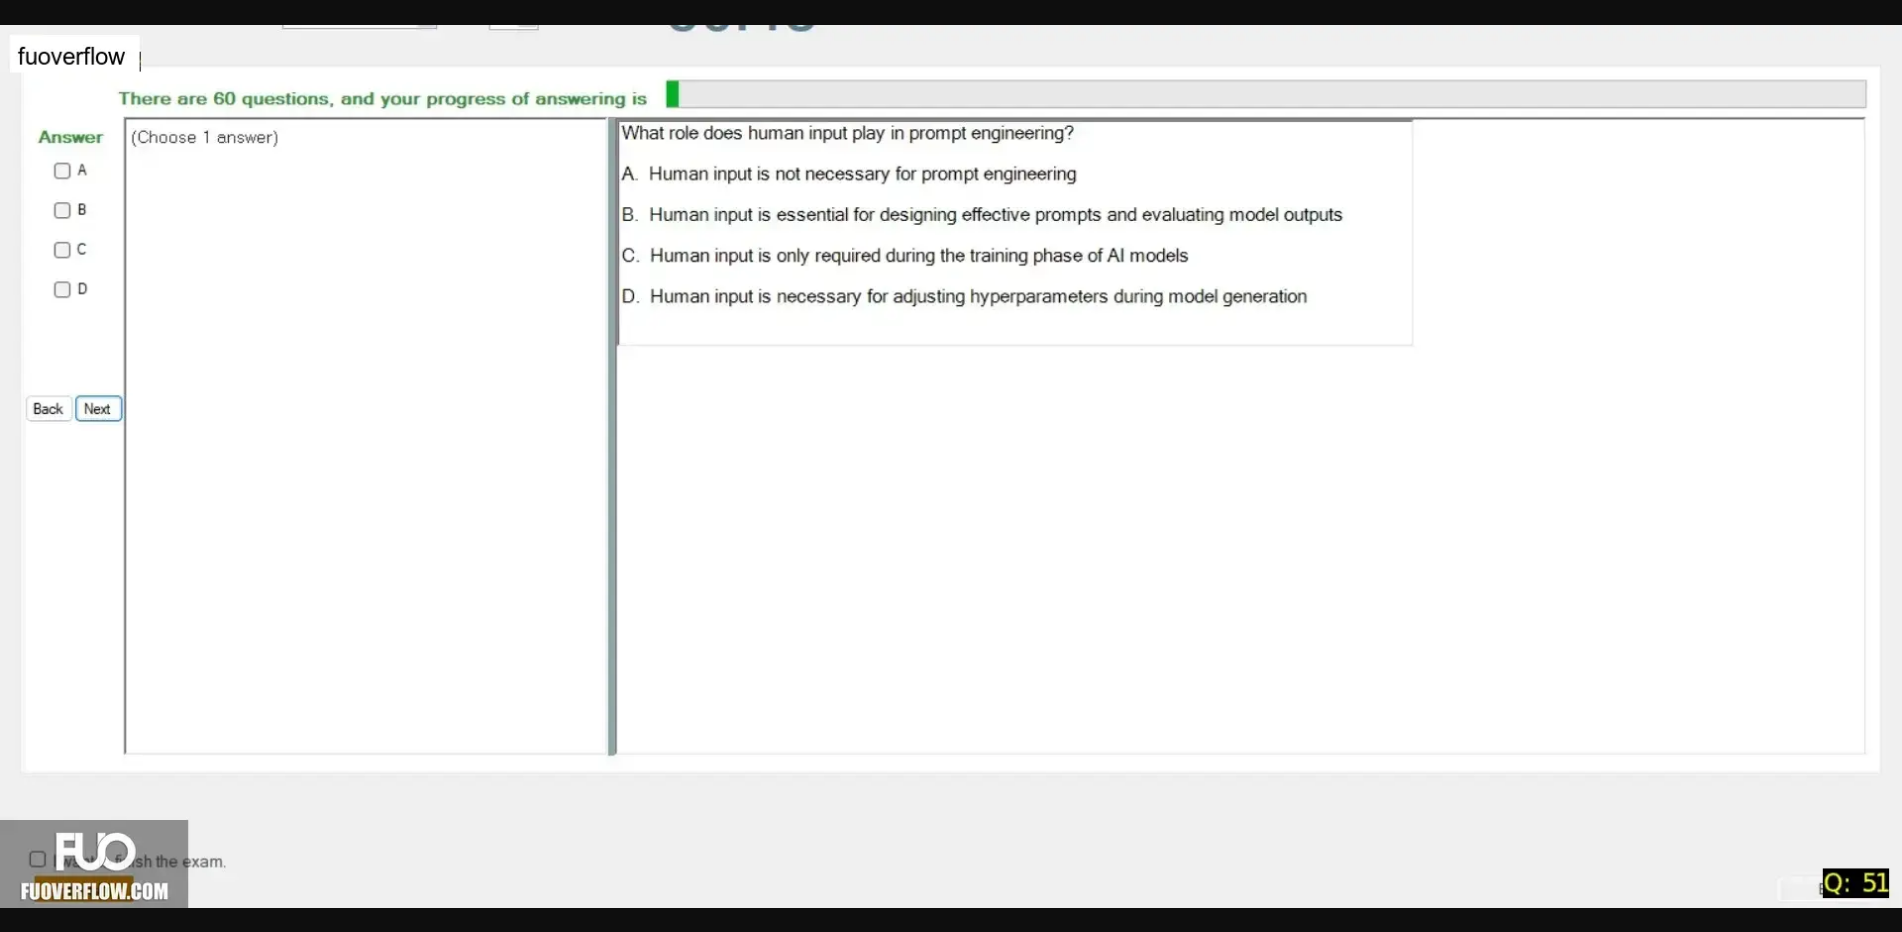 fuoverflow
There are 60 questions, and your progress of answering is
Answer
(Choose 1 answer)
A
B
C
D
Back
Next
What role does human input play in prompt engineering?
A. Human input is not necessary for prompt engineering
B. Human input is essential for designing effective prompts and evaluating model outputs
C. Human input is only required during the training phase of AI models
D. Human input is necessary for adjusting hyperparameters during model generation
FUO
the exam.
FUOVERFLOW.COM
Q: 51